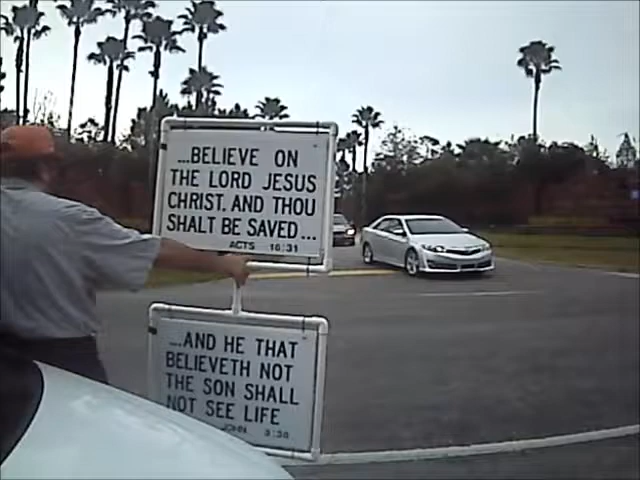 ...BELIEVE ON
THE LORD JESUS
CHRIST, AND THOU
SHALT BE SAVED...
ACTS 16:31
...AND HE THAT
BELIEVETH NOT
THE SON SHALL
NOT SEE LIFE
JOHN 3:36